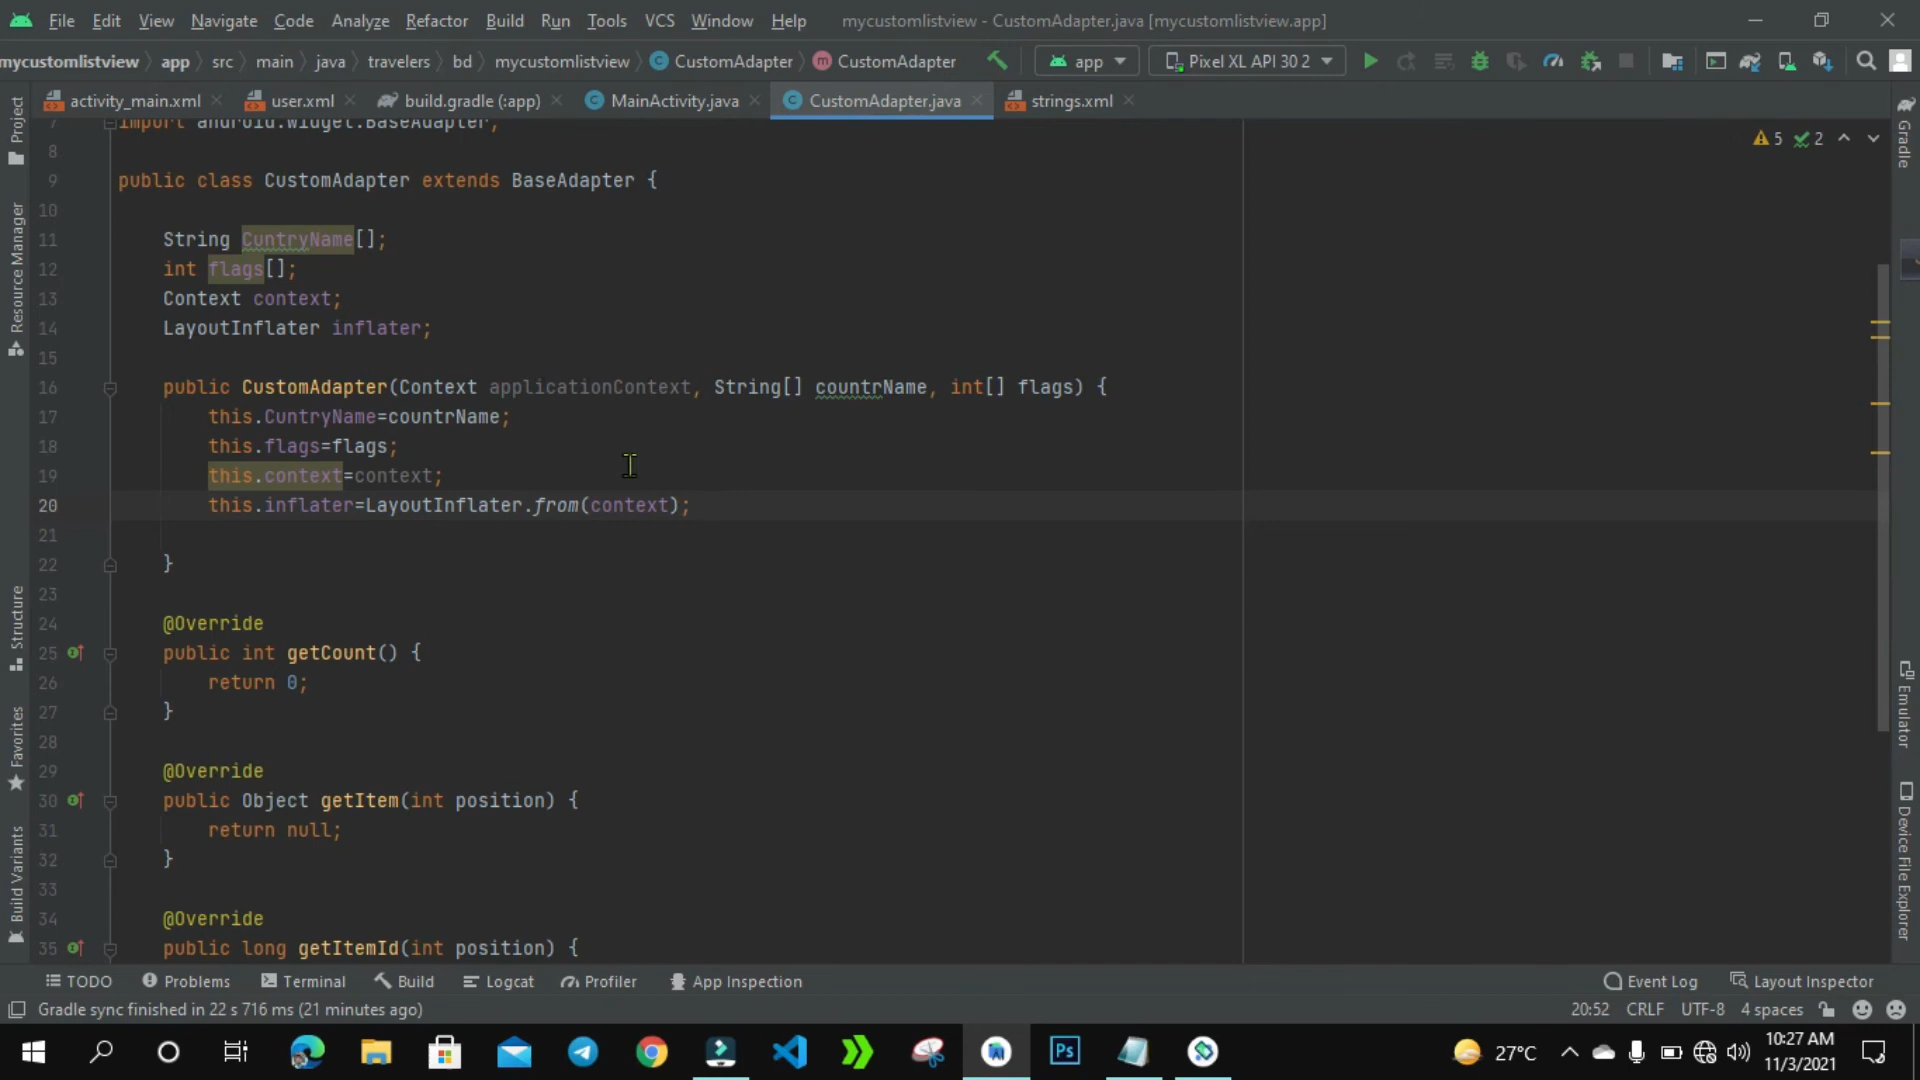 File Edit View Navigate Code Analyze Refactor Build Run Tools VCS Window Help mycustomlistview - CustomAdapter.java [mycustomlistview.app]
mycustomlistview app src main java travelers bd mycustomlistview CustomAdapter m CustomAdapter app Pixel XL API 30 2
activity_main.xml user.xml build.gradle (:app) C MainActivity.java C CustomAdapter.java strings.xml
7 import android.widget.BaseAdapter;
5 2
8
9 public class CustomAdapter extends BaseAdapter {
10
11 String CuntryName[];
12 int flags[];
13 Context context;
14 LayoutInflater inflater;
15
16 public CustomAdapter(Context applicationContext, String[] countrName, int[] flags) {
17 this.CuntryName=countrName;
18 this.flags=flags;
19 this.context=context;
20 this.inflater=LayoutInflater.from(context);
21
22 }
23
24 @Override
25 public int getCount() {
26 return 0;
27 }
28
29 @Override
30 public Object getItem(int position) {
31 return null;
32 }
33
34 @Override
35 public long getItemId(int position) {
Project
Resource Manager
Structure
Favorites
Build Variants
Gradle
Emulator
Device File Explorer
TODO Problems Terminal Build Logcat Profiler App Inspection Event Log Layout Inspector
Gradle sync finished in 22 s 716 ms (21 minutes ago) 20:52 CRLF UTF-8 4 spaces
Ps 27°C 10:27 AM
11/3/2021